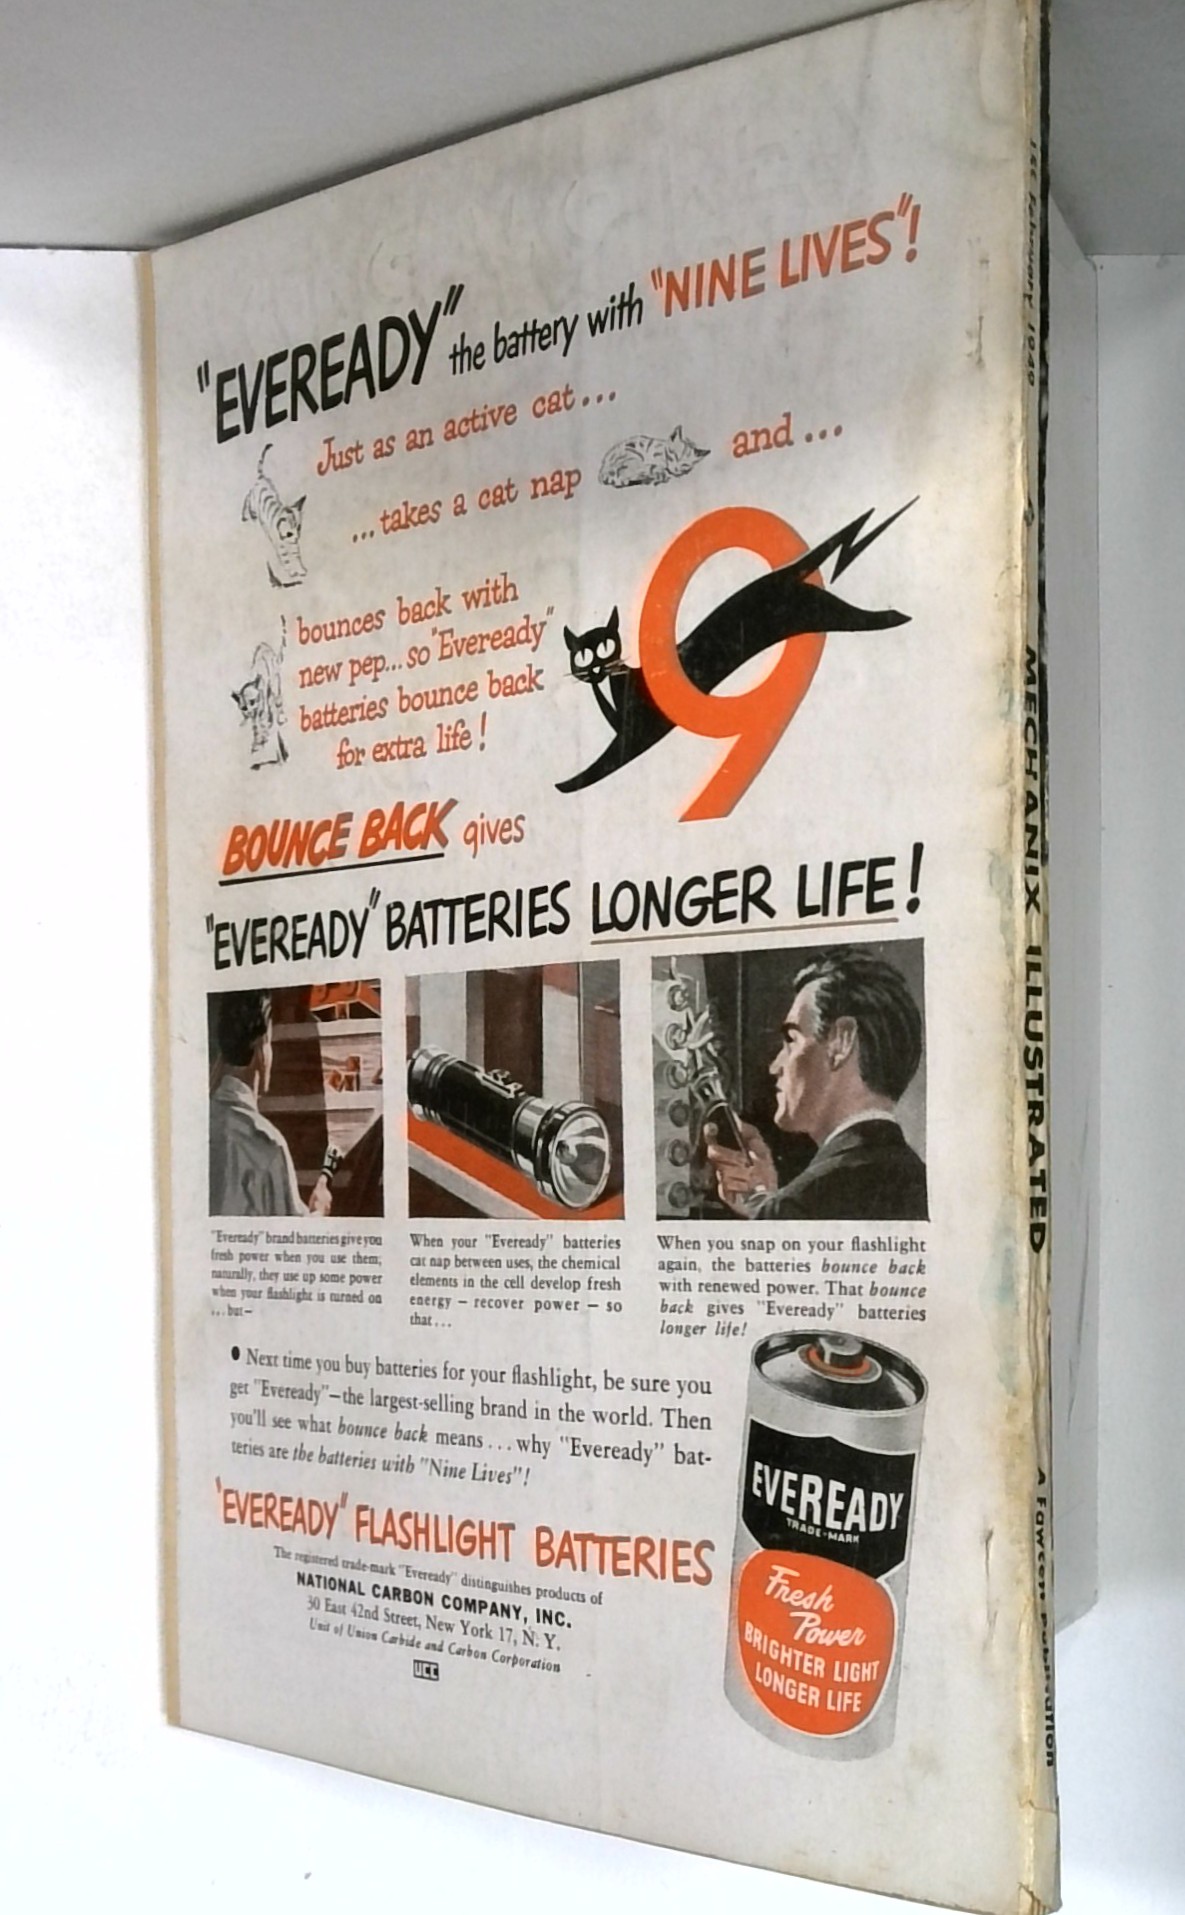 "EVEREADY" the battery with "NINE LIVES"!
Just as an active cat...
...takes a cat nap
and...
bounces back with
new pep...so "Eveready"
batteries bounce back
for extra life!
9
BOUNCE BACK gives
"EVEREADY" BATTERIES LONGER LIFE!
"Eveready" brand batteries give you
fresh power when you use them;
naturally, they use up some power
when your flashlight is turned on
...but—
When your "Eveready" batteries
cat nap between uses, the chemical
elements in the cell develop fresh
energy — recover power — so
that...
When you snap on your flashlight
again, the batteries bounce back
with renewed power. That bounce
back gives "Eveready" batteries
longer life!
• Next time you buy batteries for your flashlight, be sure you
get "Eveready"—the largest-selling brand in the world. Then
you'll see what bounce back means...why "Eveready" bat-
teries are the batteries with "Nine Lives"!
"EVEREADY" FLASHLIGHT BATTERIES
The registered trade-mark "Eveready" distinguishes products of
NATIONAL CARBON COMPANY, INC.
30 East 42nd Street, New York 17, N. Y.
Unit of Union Carbide and Carbon Corporation
UCC
EVEREADY
TRADE-MARK
Fresh
Power
BRIGHTER LIGHT
LONGER LIFE
February 1949
MECHANIX ILLUSTRATED
A Fawcett Publication